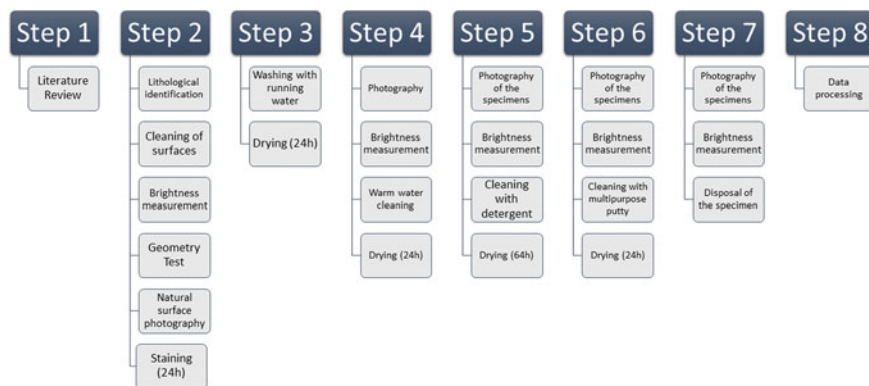 Step 1
Literature
Review
Step 2
Lithological
identification
Cleaning of
surfaces
Brightness
measurement
Geometry
Test
Natural
surface
photography
Staining
(24h)
Step 3
Washing with
running
water
Drying (24h)
Step 4
Photography
Brightness
measurement
Warm water
cleaning
Drying (24h)
Step 5
Photography
of the
specimens
Brightness
measurement
Cleaning
with
detergent
Drying (64h)
Step 6
Photography
of the
specimens
Brightness
measurement
Cleaning with
multipurpose
putty
Drying (24h)
Step 7
Photography
of the
specimens
Brightness
measurement
Disposal of
the specimen
Step 8
Data
processing